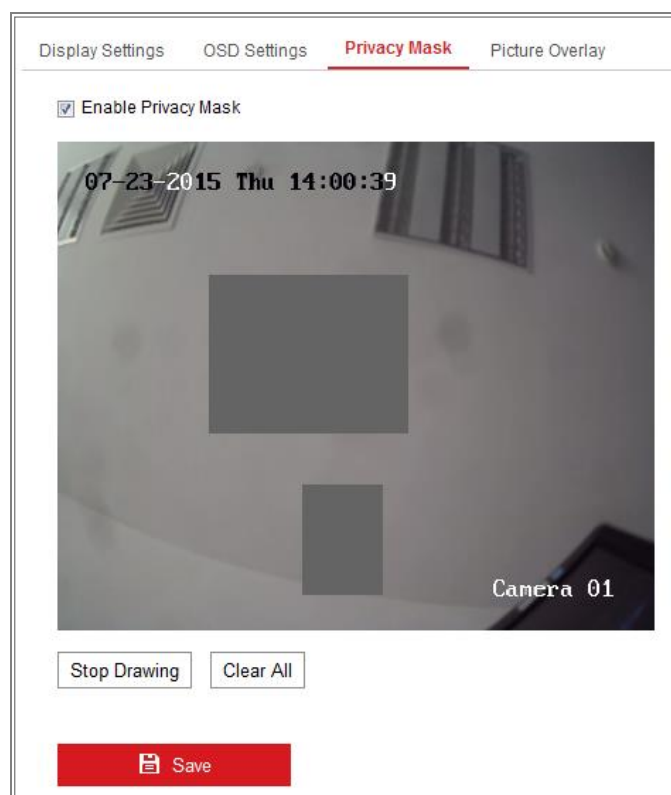 Display Settings OSD Settings Privacy Mask Picture Overlay
Enable Privacy Mask
07-23-2015 Thu 14:00:39
Camera 01
Stop Drawing Clear All
Save